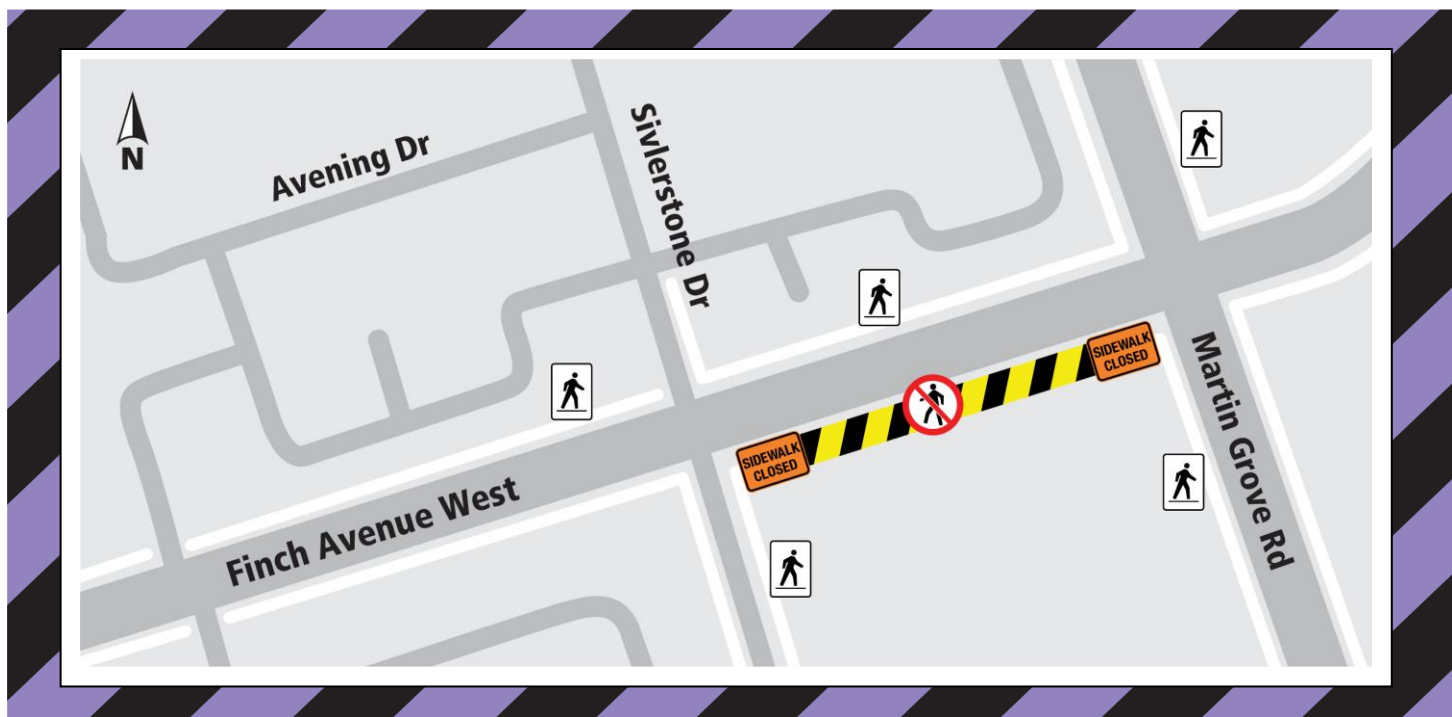 N
Avening Dr
Sivlerstone Dr
SIDEWALK
CLOSED
Martin Grove Rd
SIDEWALK
CLOSED
Finch Avenue West